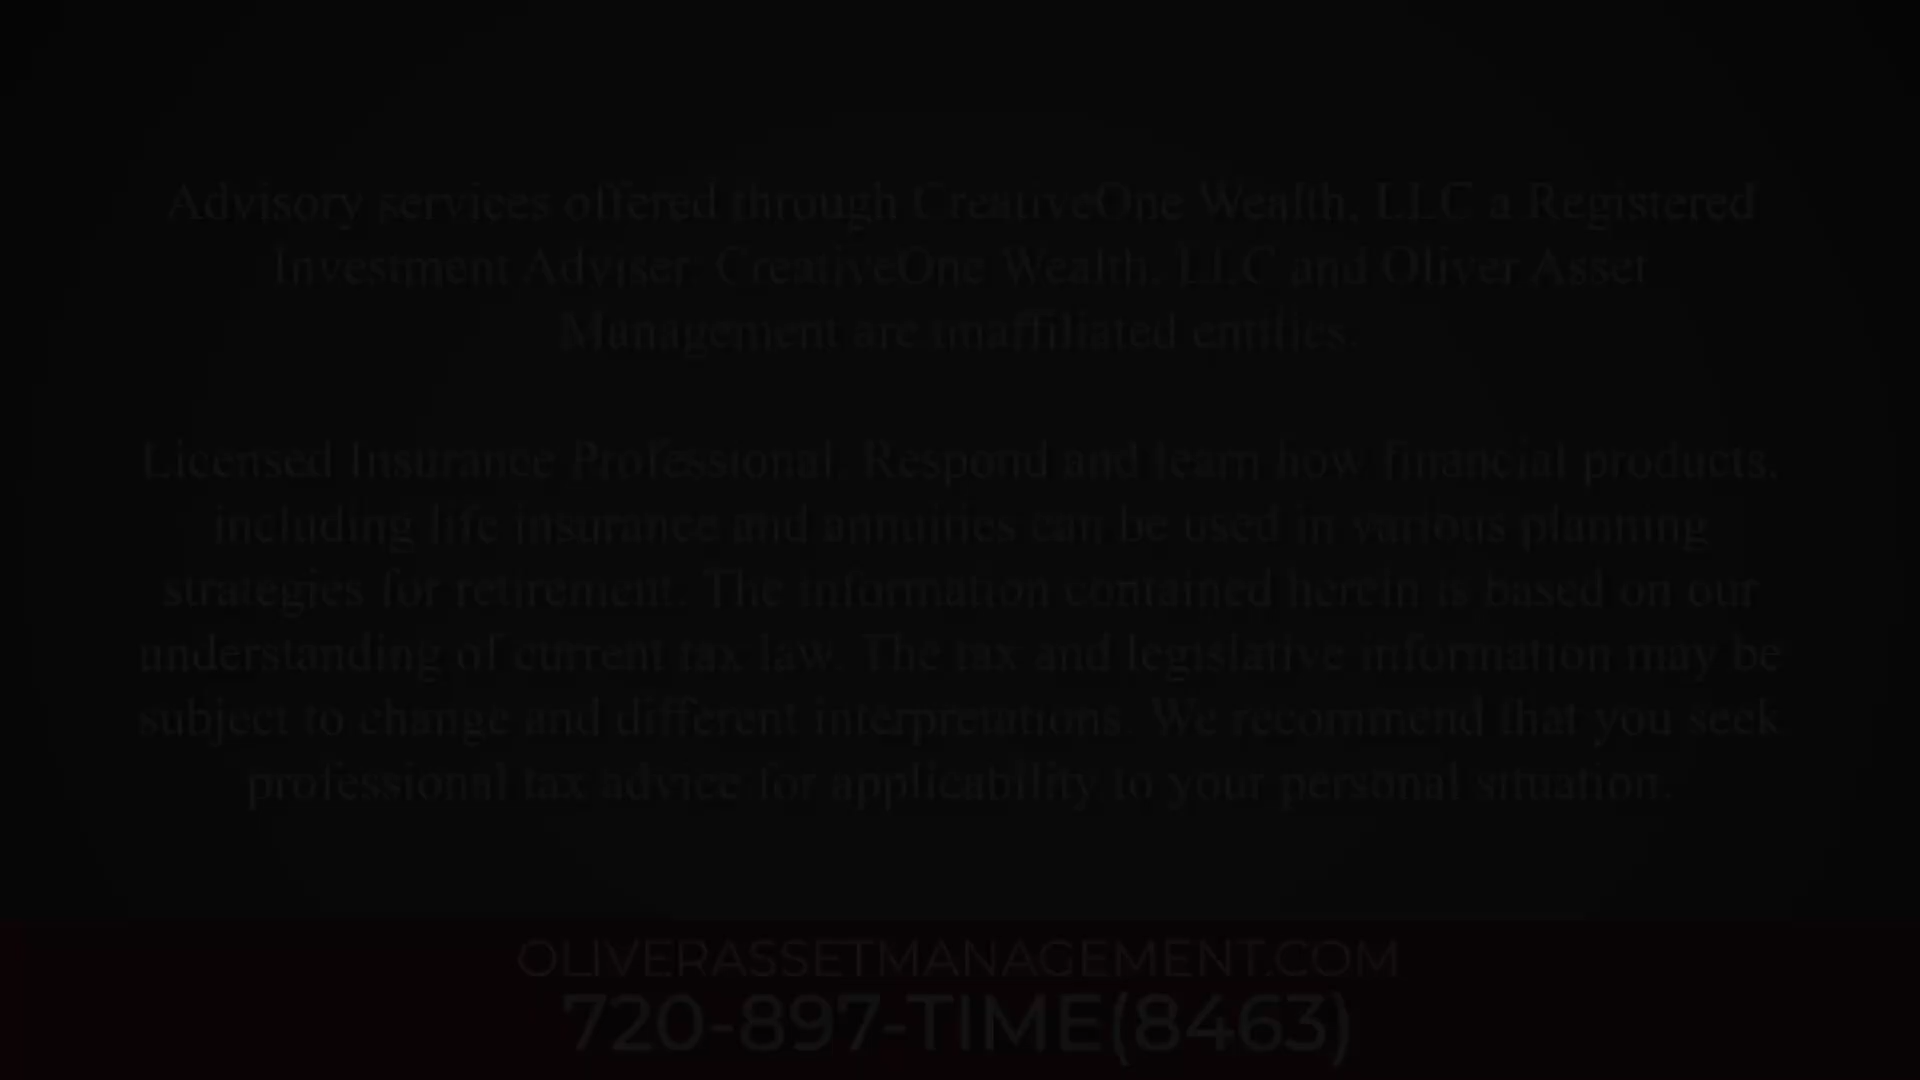 Advisory services offered through CreativeOne Wealth, LLC a Registered
Investment Adviser. CreativeOne Wealth, LLC and Oliver Asset
Management are unaffiliated entities.
Licensed Insurance Professional. Respond and learn how financial products,
including life insurance and annuities can be used in various planning
strategies for retirement. The information contained herein is based on our
understanding of current tax law. The tax and legislative information may be
subject to change and different interpretations. We recommend that you seek
professional tax advice for applicability to your personal situation.
OLIVERASSETMANAGEMENT.COM
720-897-TIME(8463)